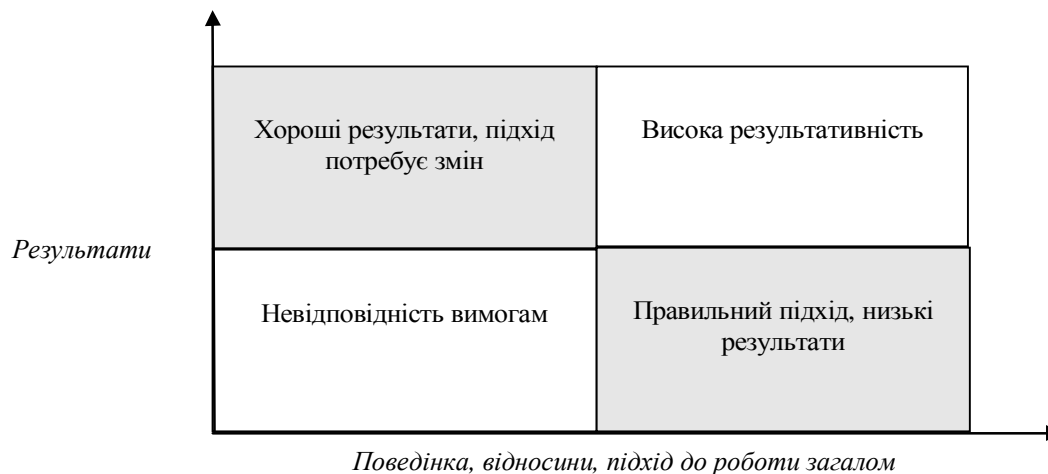 Хороші результати, підхід
потребує змін
Висока результативність
Результати
Невідповідність вимогам
Правильний підхід, низькі
результати
Поведінка, відносини, підхід до роботи загалом